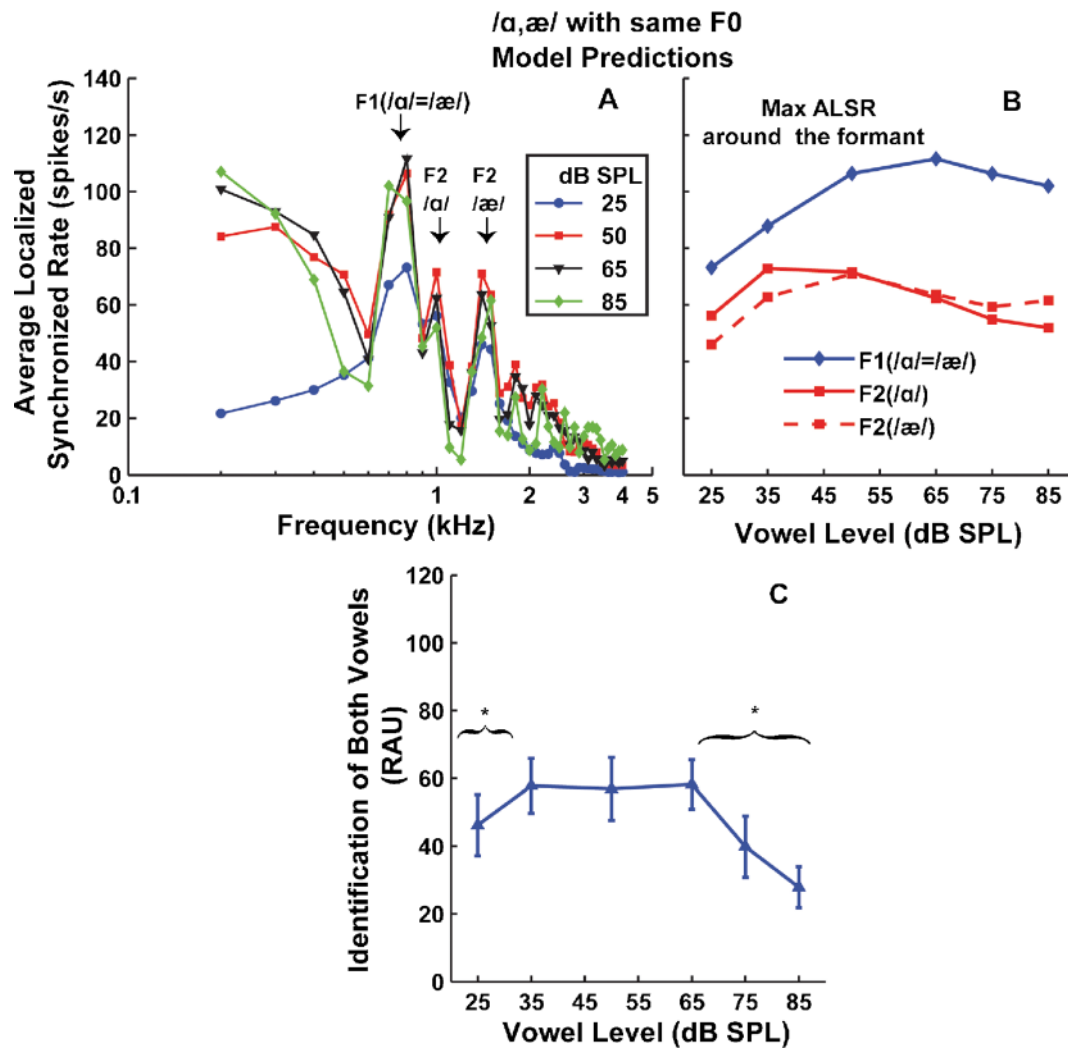 /ɑ,æ/ with same F0
Model Predictions
A
Average Localized
Synchronized Rate (spikes/s)
140
120
100
80
60
40
20
0
F1(/ɑ/=/æ/)
F2
/ɑ/
F2
/æ/
dB SPL
25
50
65
85
0.1 1 2 3 4 5
Frequency (kHz)
B
Max ALSR
around the formant
F1(/ɑ/=/æ/)
F2(/ɑ/)
F2(/æ/)
25 35 45 55 65 75 85
Vowel Level (dB SPL)
C
Identification of Both Vowels
(RAU)
120
100
80
60
40
20
0
*
*
25 35 45 55 65 75 85
Vowel Level (dB SPL)